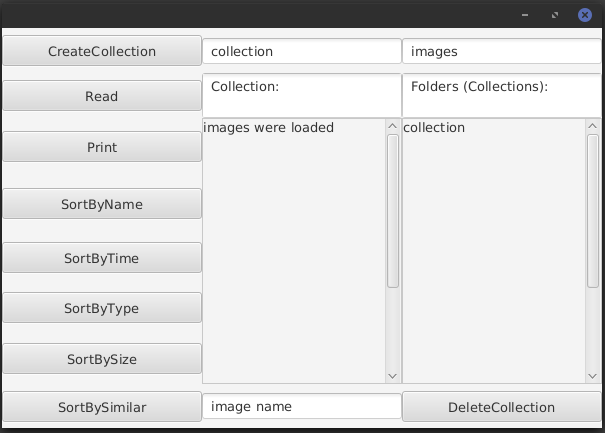 CreateCollection
collection
images
Read
Collection:
Folders (Collections):
images were loaded
collection
Print
SortByName
SortByTime
SortByType
SortBySize
SortBySimilar
image name
DeleteCollection